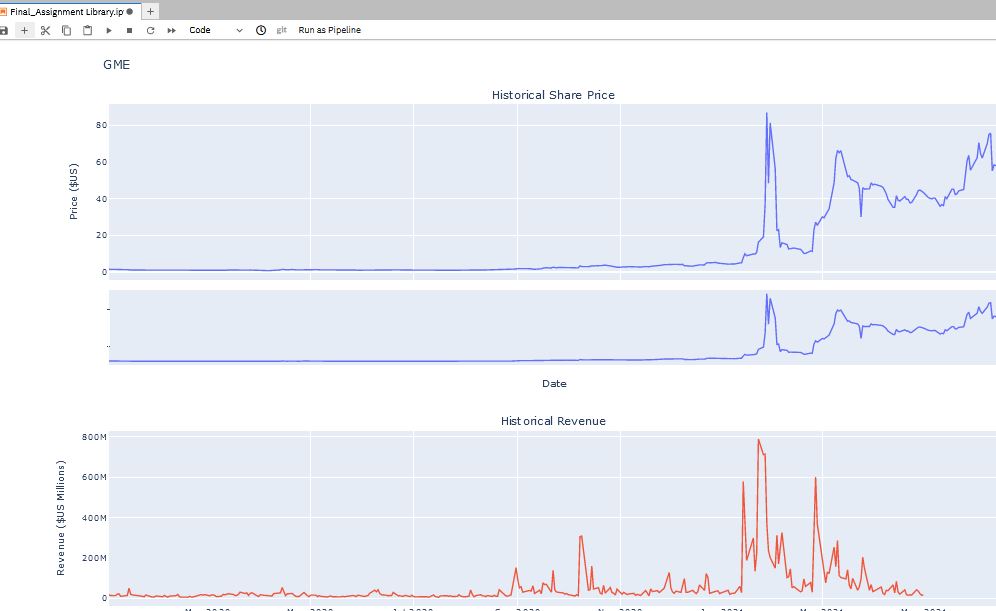 Final_Assignment Library.ip
Code
git
Run as Pipeline
GME
Historical Share Price
80
60
40
20
0
Price ($US)
Date
Historical Revenue
800M
600M
400M
200M
0
Revenue ($US Millions)